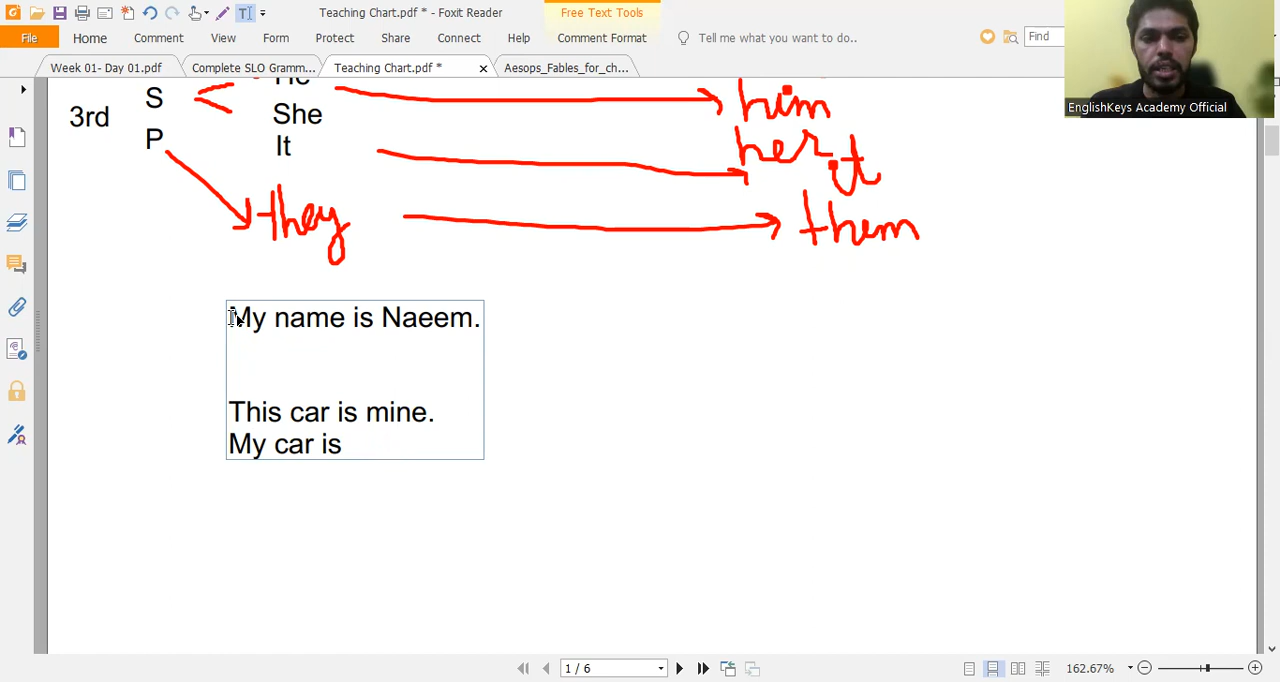 Teaching Chart.pdf * - Foxit Reader
Free Text Tools
File
Home
Comment
View
Form
Protect
Share
Connect
Help
Comment Format
Tell me what you want to do..
Find
Week 01- Day 01.pdf
Complete SLO Gramm...
Teaching Chart.pdf *
Aesops_Fables_for_ch...
EnglishKeys Academy Official
He
him
3rd
S
She
P
It
her
it
they
them
My name is Naeem.
This car is mine.
My car is
1 / 6
162.67%